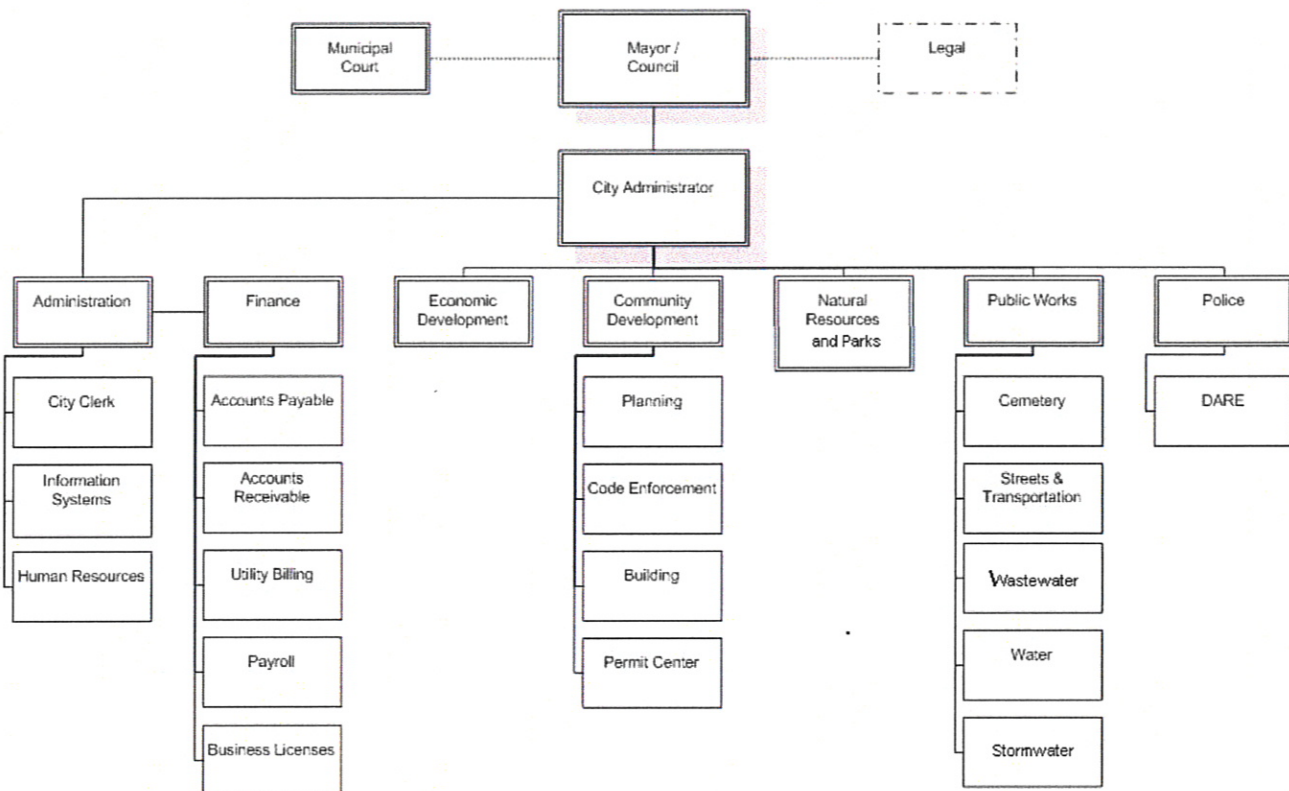 Municipal
Court
Mayor /
Council
Legal
City Administrator
Administration
Finance
Economic
Development
Community
Development
Natural
Resources
and Parks
Public Works
Police
City Clerk
Information
Systems
Human Resources
Accounts Payable
Accounts
Receivable
Utility Billing
Payroll
Business Licenses
Planning
Code Enforcement
Building
Permit Center
Cemetery
Streets &
Transportation
Wastewater
Water
Stormwater
DARE